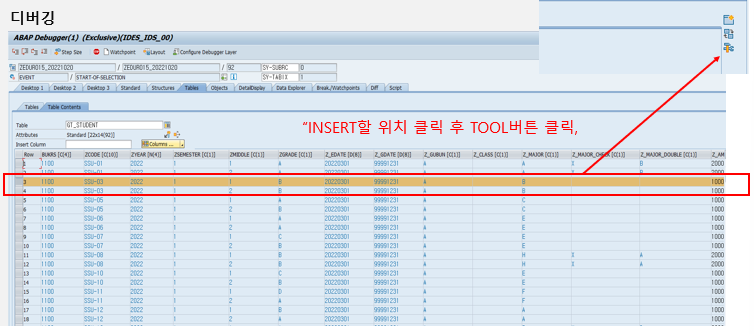 디버깅
ABAP Debugger(1) (Exclusive)(IDES_IDS_00)
Step Size Watchpoint Layout Configure Debugger Layer
ZEDUR015_20221020 / ZEDUR015_20221020 / 92 SY-SUBRC 0
EVENT / START-OF-SELECTION SY-TABIX 1
Desktop 1 Desktop 2 Desktop 3 Standard Structures Tables Objects DetailDisplay Data Explorer Break./Watchpoints Diff Script
Tables Table Contents
Table GT_STUDENT
Attributes Standard [22x14(92)]
Insert Column Columns ...
"INSERT할 위치 클릭 후 TOOL버튼 클릭,
Row BUKRS [C(4)] ZCODE [C(10)] ZYEAR [N(4)] ZSEMESTER [C(1)] ZMIDDLE [C(1)] ZGRADE [C(1)] Z_EDATE [D(8)] Z_GDATE [D(8)] Z_GUBUN [C(1)] Z_CLASS [C(1)] Z_MAJOR [C(1)] Z_MAJOR_CHECK [C(1)] Z_MAJOR_DOUBLE [C(1)] Z_AM
1 1100 SSU-01 2022 1 1 A 20220301 99991231 A A X B 2000
3 1100 SSU-03 2022 1 1 B 20220301 99991231 A B 1000
4 1100 SSU-03 2022 1 2 B 20220301 99991231 A B 1000
5 1100 SSU-05 2022 1 1 A 20220301 99991231 A C 1000
6 1100 SSU-05 2022 1 2 B 20220301 99991231 A C 1000
7 1100 SSU-06 2022 1 1 A 20220301 99991231 A E 1000
8 1100 SSU-06 2022 1 2 A 20220301 99991231 A E 1000
9 1100 SSU-07 2022 1 1 C 20220301 99991231 A E 1000
10 1100 SSU-07 2022 1 2 B 20220301 99991231 A E 1000
11 1100 SSU-08 2022 1 1 B 20220301 99991231 A H X A 2000
12 1100 SSU-08 2022 1 2 B 20220301 99991231 A H X A 2000
13 1100 SSU-10 2022 1 1 C 20220301 99991231 A E 1000
14 1100 SSU-10 2022 1 2 B 20220301 99991231 A E 1000
15 1100 SSU-11 2022 1 1 D 20220301 99991231 A F 1000
16 1100 SSU-11 2022 1 2 A 20220301 99991231 A F 1000
17 1100 SSU-12 2022 1 1 A 20220301 99991231 A A 1000
18 1100 SSU-12 2022 1 2 B 20220301 99991231 A A 1000